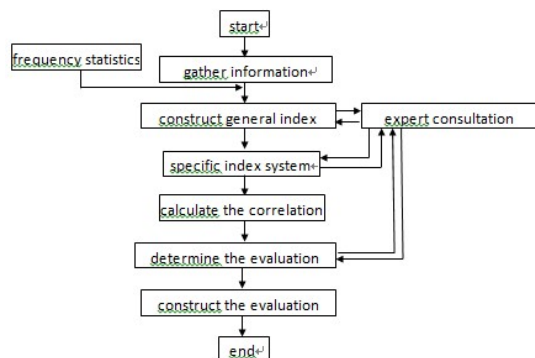 start
frequency statistics
gather information
construct general index
expert consultation
specific index system
calculate the correlation
determine the evaluation
construct the evaluation
end